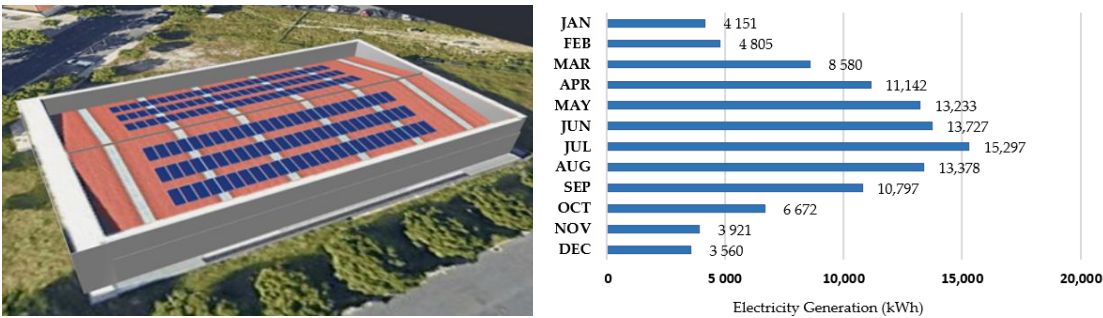 JAN 4 151
FEB 4 805
MAR 8 580
APR 11,142
MAY 13,233
JUN 13,727
JUL 15,297
AUG 13,378
SEP 10,797
OCT 6 672
NOV 3 921
DEC 3 560
0 5 000 10,000 15,000 20,000
Electricity Generation (kWh)